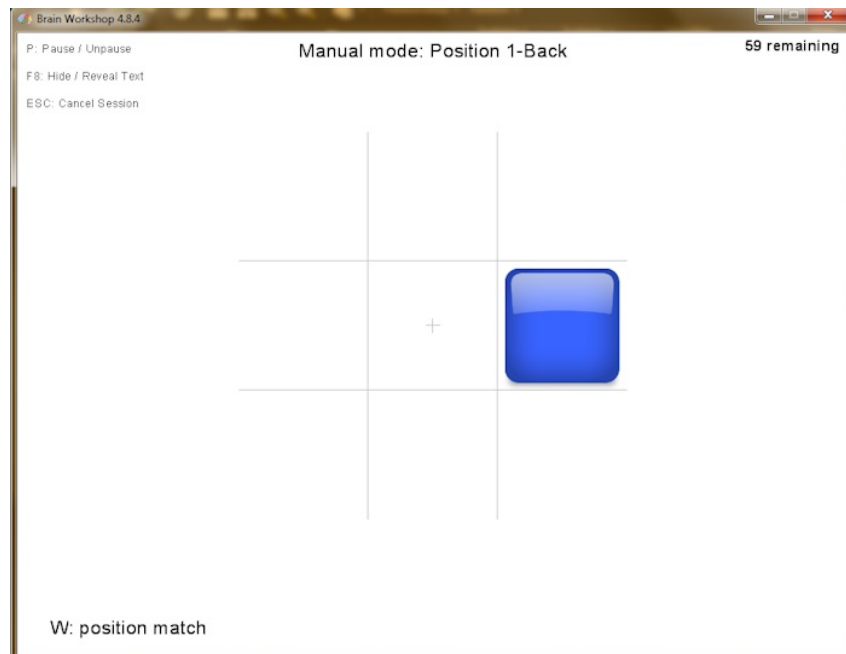 Brain Workshop 4.8.4
P: Pause / Unpause
Manual mode: Position 1-Back
59 remaining
F8: Hide / Reveal Text
ESC: Cancel Session
W: position match